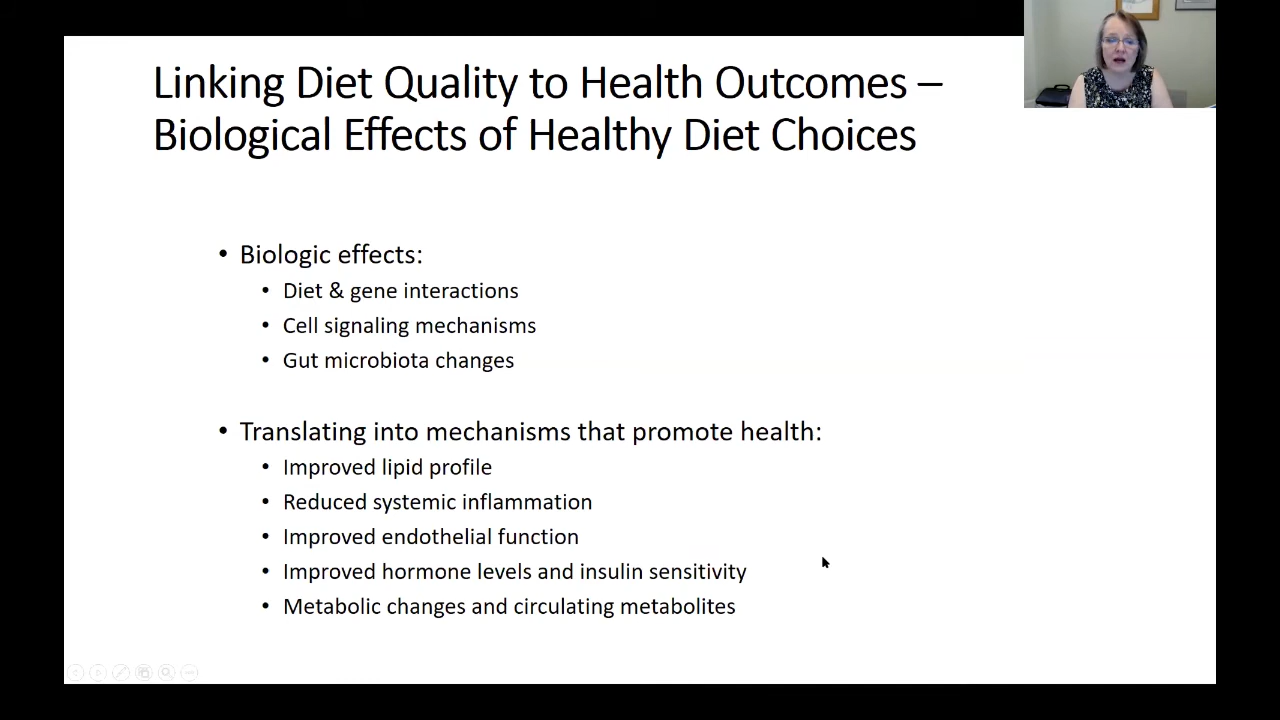 Linking Diet Quality to Health Outcomes –
Biological Effects of Healthy Diet Choices
• Biologic effects:
• Diet & gene interactions
• Cell signaling mechanisms
• Gut microbiota changes
• Translating into mechanisms that promote health:
• Improved lipid profile
• Reduced systemic inflammation
• Improved endothelial function
• Improved hormone levels and insulin sensitivity
• Metabolic changes and circulating metabolites